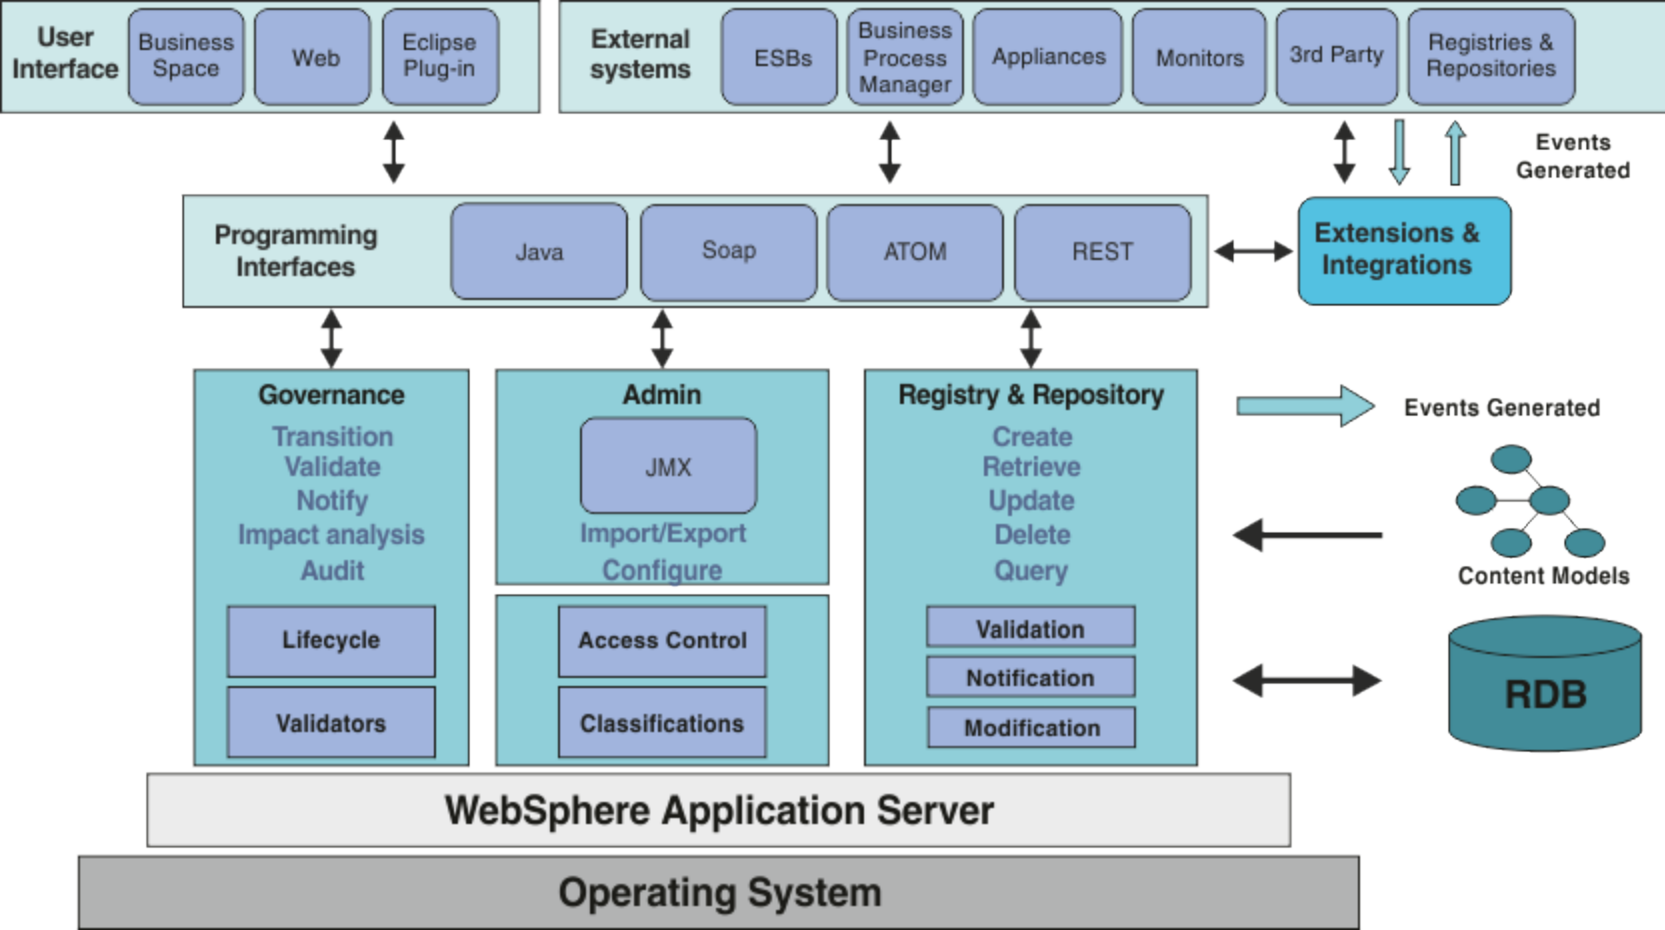 User
Interface
Business
Space
Web
Eclipse
Plug-in
External
systems
ESBs
Business
Process
Manager
Appliances
Monitors
3rd Party
Registries &
Repositories
Events
Generated
Programming
Interfaces
Java
Soap
ATOM
REST
Extensions &
Integrations
Governance
Transition
Validate
Notify
Impact analysis
Audit
Lifecycle
Validators
Admin
JMX
Import/Export
Configure
Access Control
Classifications
Registry & Repository
Create
Retrieve
Update
Delete
Query
Validation
Notification
Modification
Events Generated
Content Models
RDB
WebSphere Application Server
Operating System